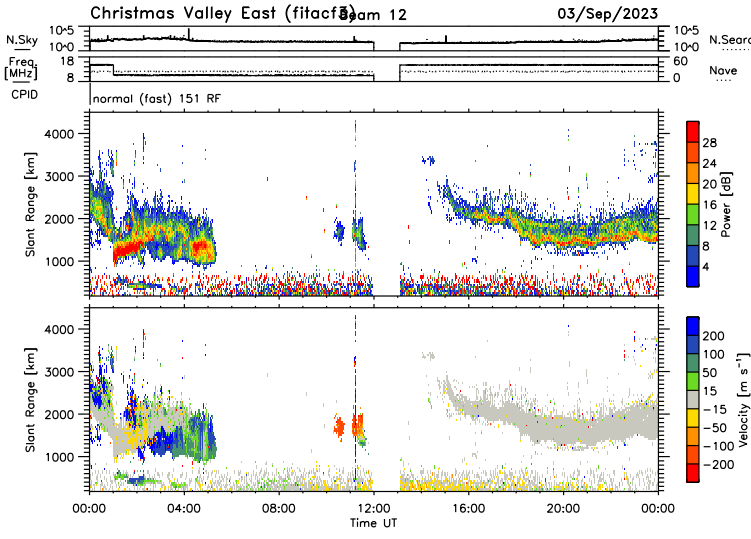 Christmas Valley East (fitacf3)
Beam 12
03/Sep/2023
N.Sky
10^5
10^0
10^5
10^0
N.Searc
Freq.
[MHz]
18
8
60
0
Nave
CPID
normal (fast) 151 RF
Slant Range [km]
4000
3000
2000
1000
28
24
20
16
12
8
4
Power [dB]
Slant Range [km]
4000
3000
2000
1000
200
100
50
15
-15
-50
-100
-200
Velocity [m s⁻¹]
00:00
04:00
08:00
12:00
16:00
20:00
00:00
Time UT